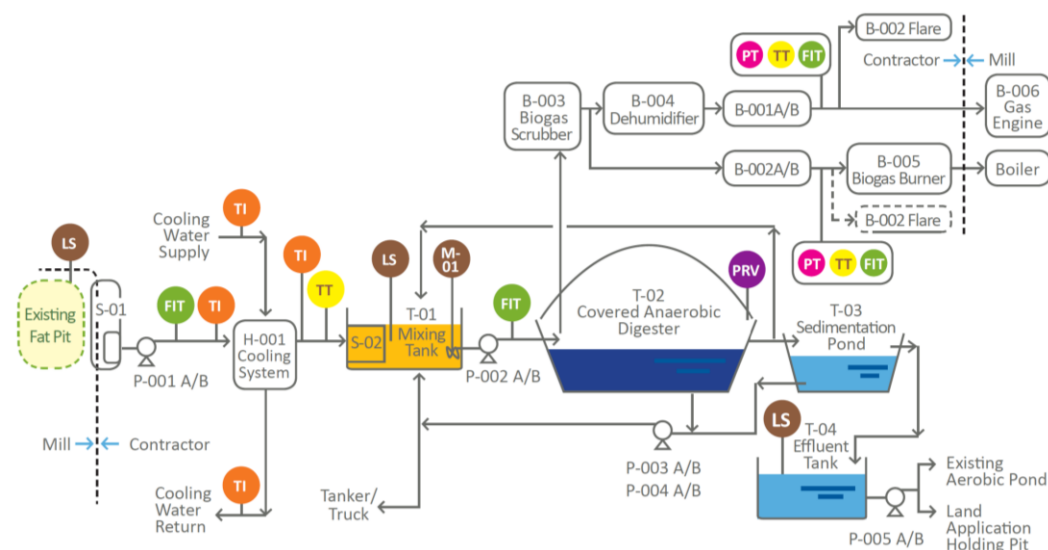 B-002 Flare
PT TT FIT
Contractor
Mill
B-003
Biogas
Scrubber
B-004
Dehumidifier
B-001A/B
B-006
Gas
Engine
B-002A/B
B-005
Biogas Burner
Boiler
B-002 Flare
PT TT FIT
TI
Cooling
Water
Supply
LS
TI
LS
M-01
PRV
Existing
Fat Pit
S-01
FIT
TI
TT
FIT
T-01
Mixing
Tank
S-02
T-02
Covered Anaerobic
Digester
T-03
Sedimentation
Pond
H-001
Cooling
System
P-001 A/B
P-002 A/B
Mill
Contractor
LS
T-04
Effluent
Tank
P-003 A/B
P-004 A/B
TI
Cooling
Water
Return
Tanker/
Truck
Existing
Aerobic Pond
Land
Application
Holding Pit
P-005 A/B